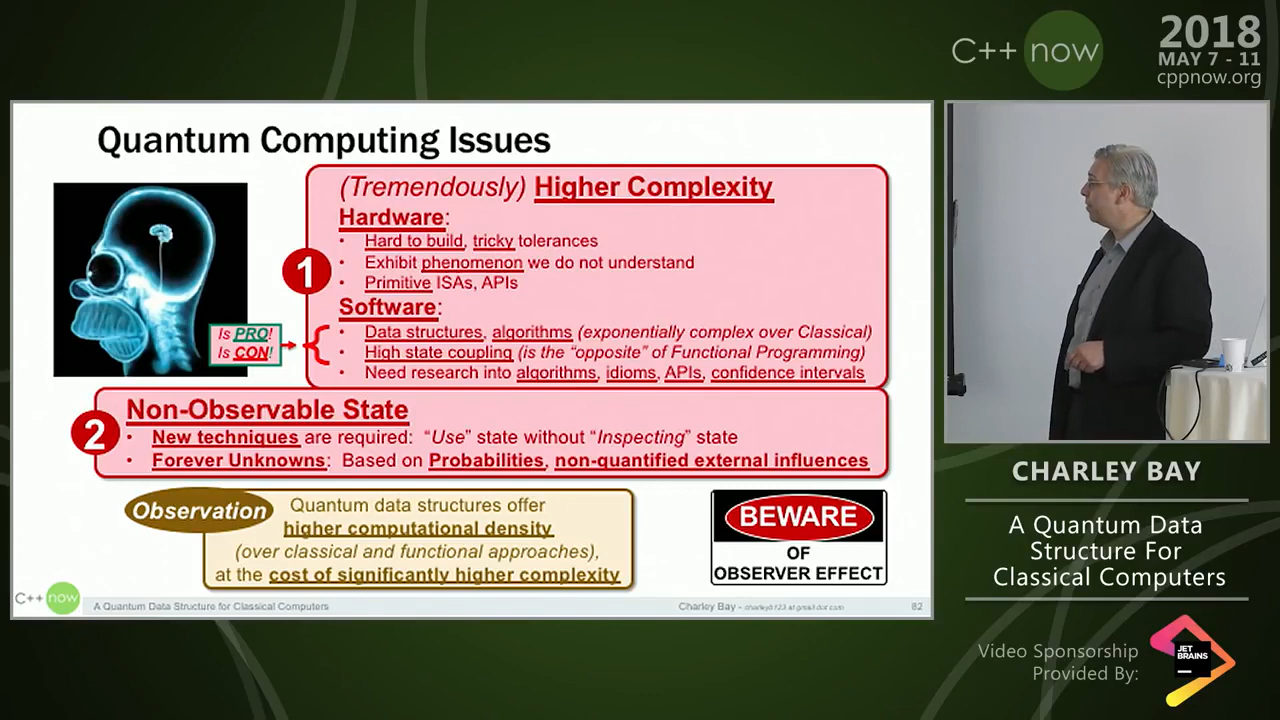 C++ now
2018
MAY 7 - 11
cppnow.org
Quantum Computing Issues
(Tremendously) Higher Complexity
Hardware:
• Hard to build, tricky tolerances
• Exhibit phenomenon we do not understand
• Primitive ISAs, APIs
1
Software:
• Data structures, algorithms (exponentially complex over Classical)
• High state coupling (is the "opposite" of Functional Programming)
• Need research into algorithms, idioms, APIs, confidence intervals
Is PRO!
Is CON!
2
Non-Observable State
• New techniques are required: "Use" state without "Inspecting" state
• Forever Unknowns: Based on Probabilities, non-quantified external influences
Observation
Quantum data structures offer
higher computational density
(over classical and functional approaches),
at the cost of significantly higher complexity
BEWARE
OF
OBSERVER EFFECT
C++ now
A Quantum Data Structure for Classical Computers
Charley Bay -
82
CHARLEY BAY
A Quantum Data
Structure For
Classical Computers
Video Sponsorship
Provided By:
JET
BRAINS